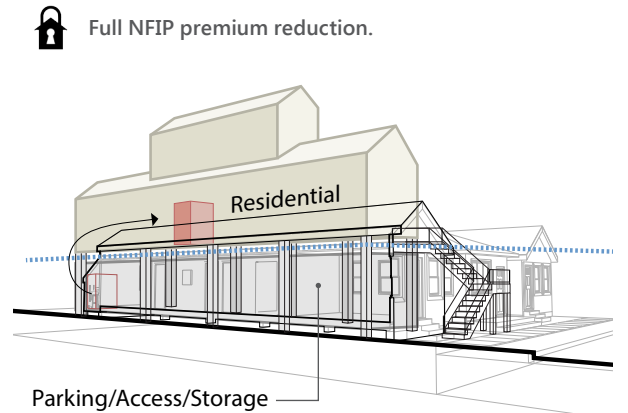 Full NFIP premium reduction.
Residential
Parking/Access/Storage